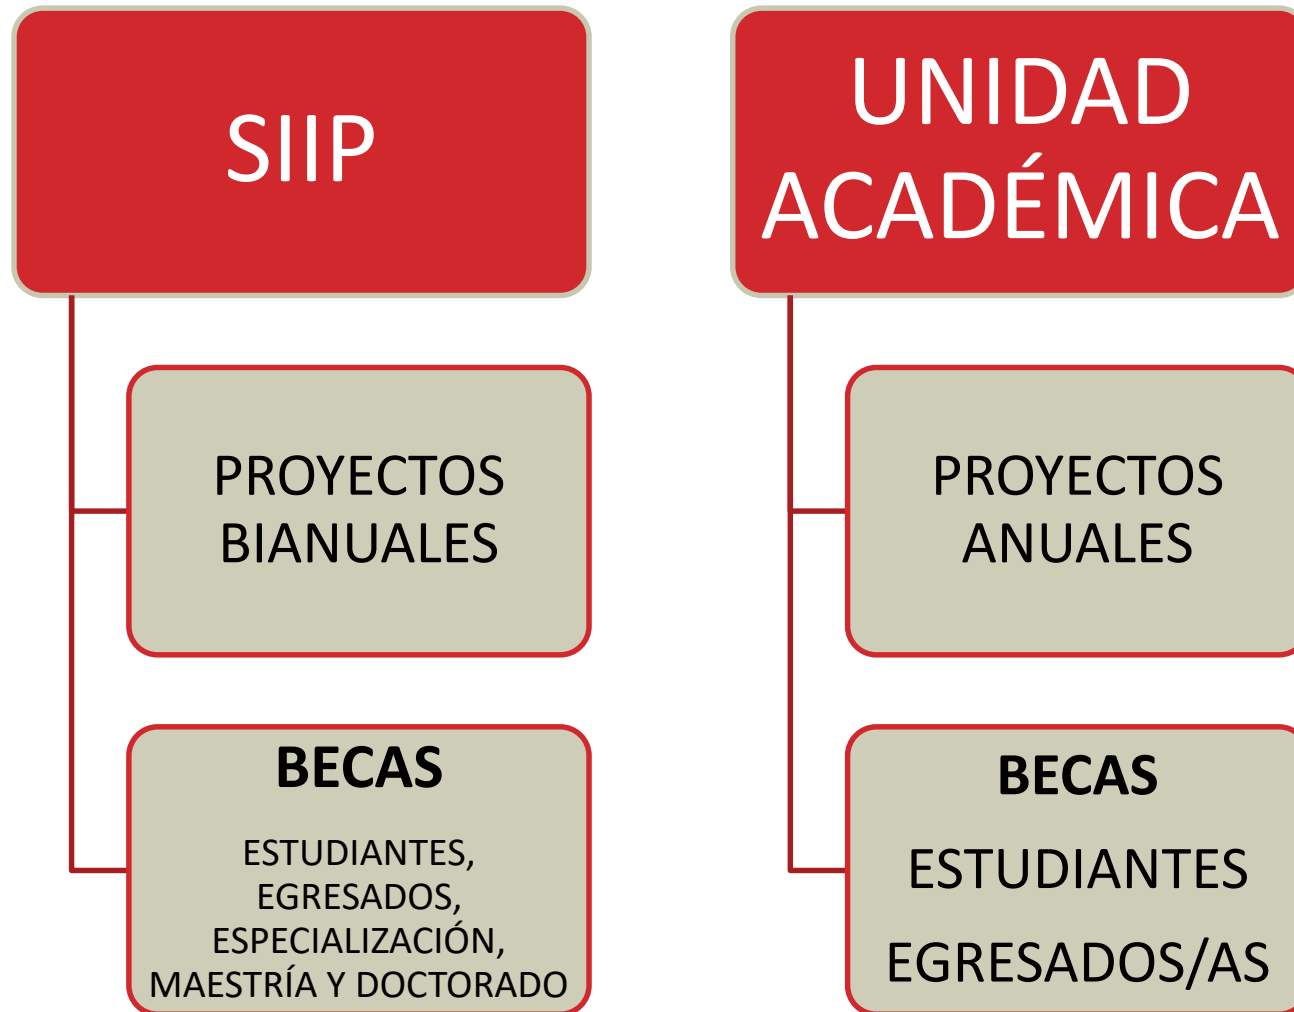 SIIP
PROYECTOS
BIANUALES
BECAS
ESTUDIANTES,
EGRESADOS,
ESPECIALIZACIÓN,
MAESTRÍA Y DOCTORADO
UNIDAD
ACADÉMICA
PROYECTOS
ANUALES
BECAS
ESTUDIANTES
EGRESADOS/AS